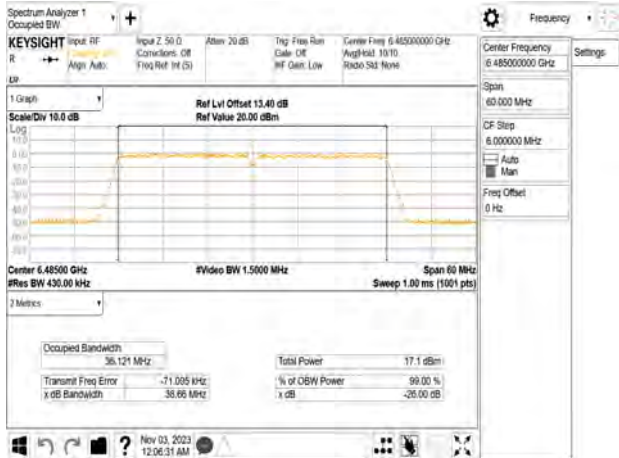 Spectrum Analyzer 1
Occupied BW
+
Frequency
KEYSIGHT
R
Input: RF
Align: Auto
Input Z: 50 Ω
Corrections: Off
Freq Ref: Int (S)
Atten: 20 dB
Trig: Free Run
Gate: Off
#IF Gain: Low
Center Freq: 6.485000000 GHz
Avg|Hold: 10/10
Radio Std: None
Center Frequency
6.485000000 GHz
Settings
Span
60.000 MHz
CF Step
6.000000 MHz
Auto
Man
Freq Offset
0 Hz
1 Graph
Scale/Div 10.0 dB
Ref Lvl Offset 13.40 dB
Ref Value 20.00 dBm
Log
10.0
0.00
Center 6.48500 GHz
#Res BW 430.00 kHz
#Video BW 1.5000 MHz
Span 60 MHz
Sweep 1.00 ms (1001 pts)
2 Metrics
Occupied Bandwidth
36.121 MHz
Total Power
17.1 dBm
Transmit Freq Error
-71.095 kHz
% of OBW Power
99.00 %
x dB Bandwidth
38.66 MHz
x dB
-26.00 dB
?
Nov 03, 2023
12:06:31 AM